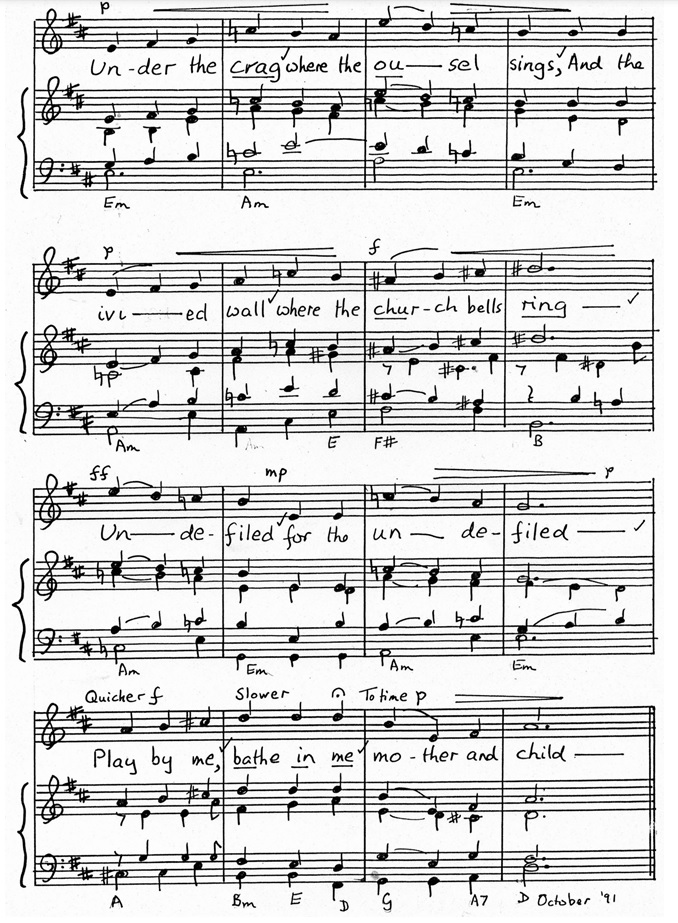 p
Un-der the crag where the ou — sel sings, And the
Em Am Em
p f
ivi — ed wall where the chur-ch bells ring —
Am Am E F# B
ff mp p
Un — de-filed for the un — de-filed —
Am Em Am Em
Quicker f Slower To time p
Play by me, bathe in me mo-ther and child —
A Bm E D G A7 D October '91